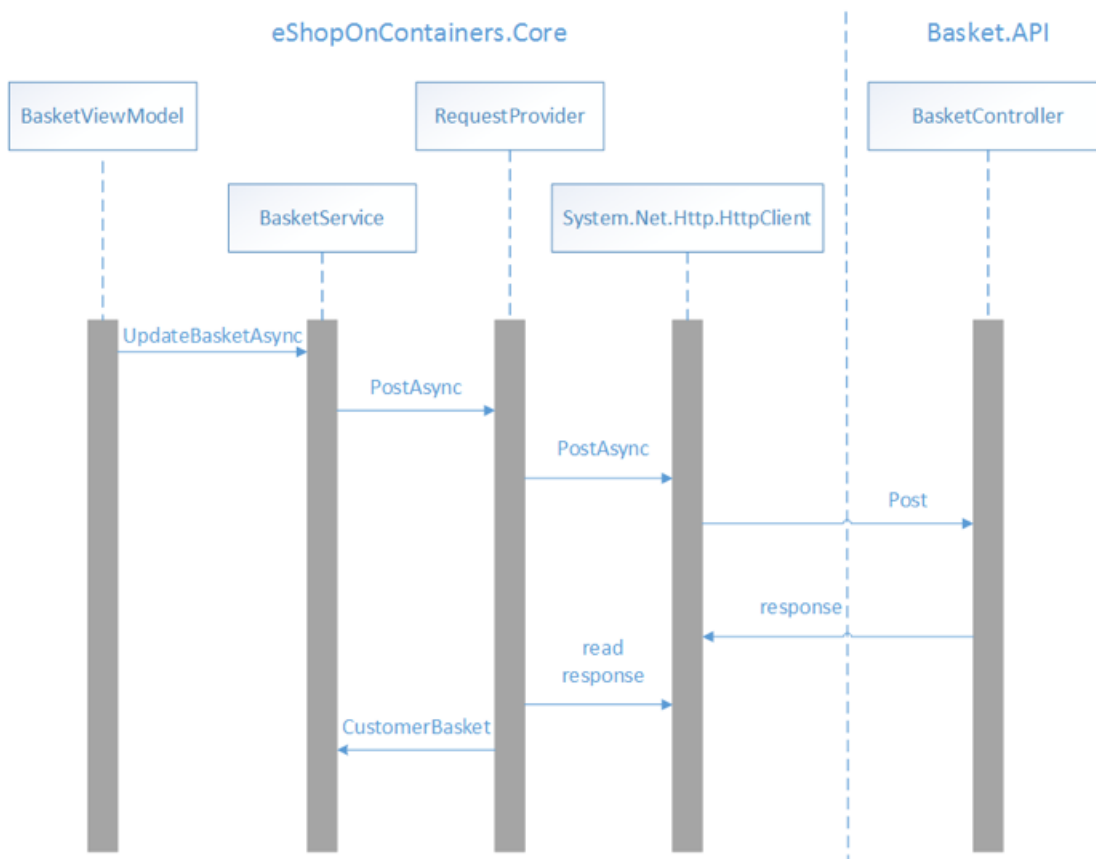 eShopOnContainers.Core
Basket.API
BasketViewModel
RequestProvider
BasketController
BasketService
System.Net.Http.HttpClient
UpdateBasketAsync
PostAsync
PostAsync
Post
response
read
response
CustomerBasket